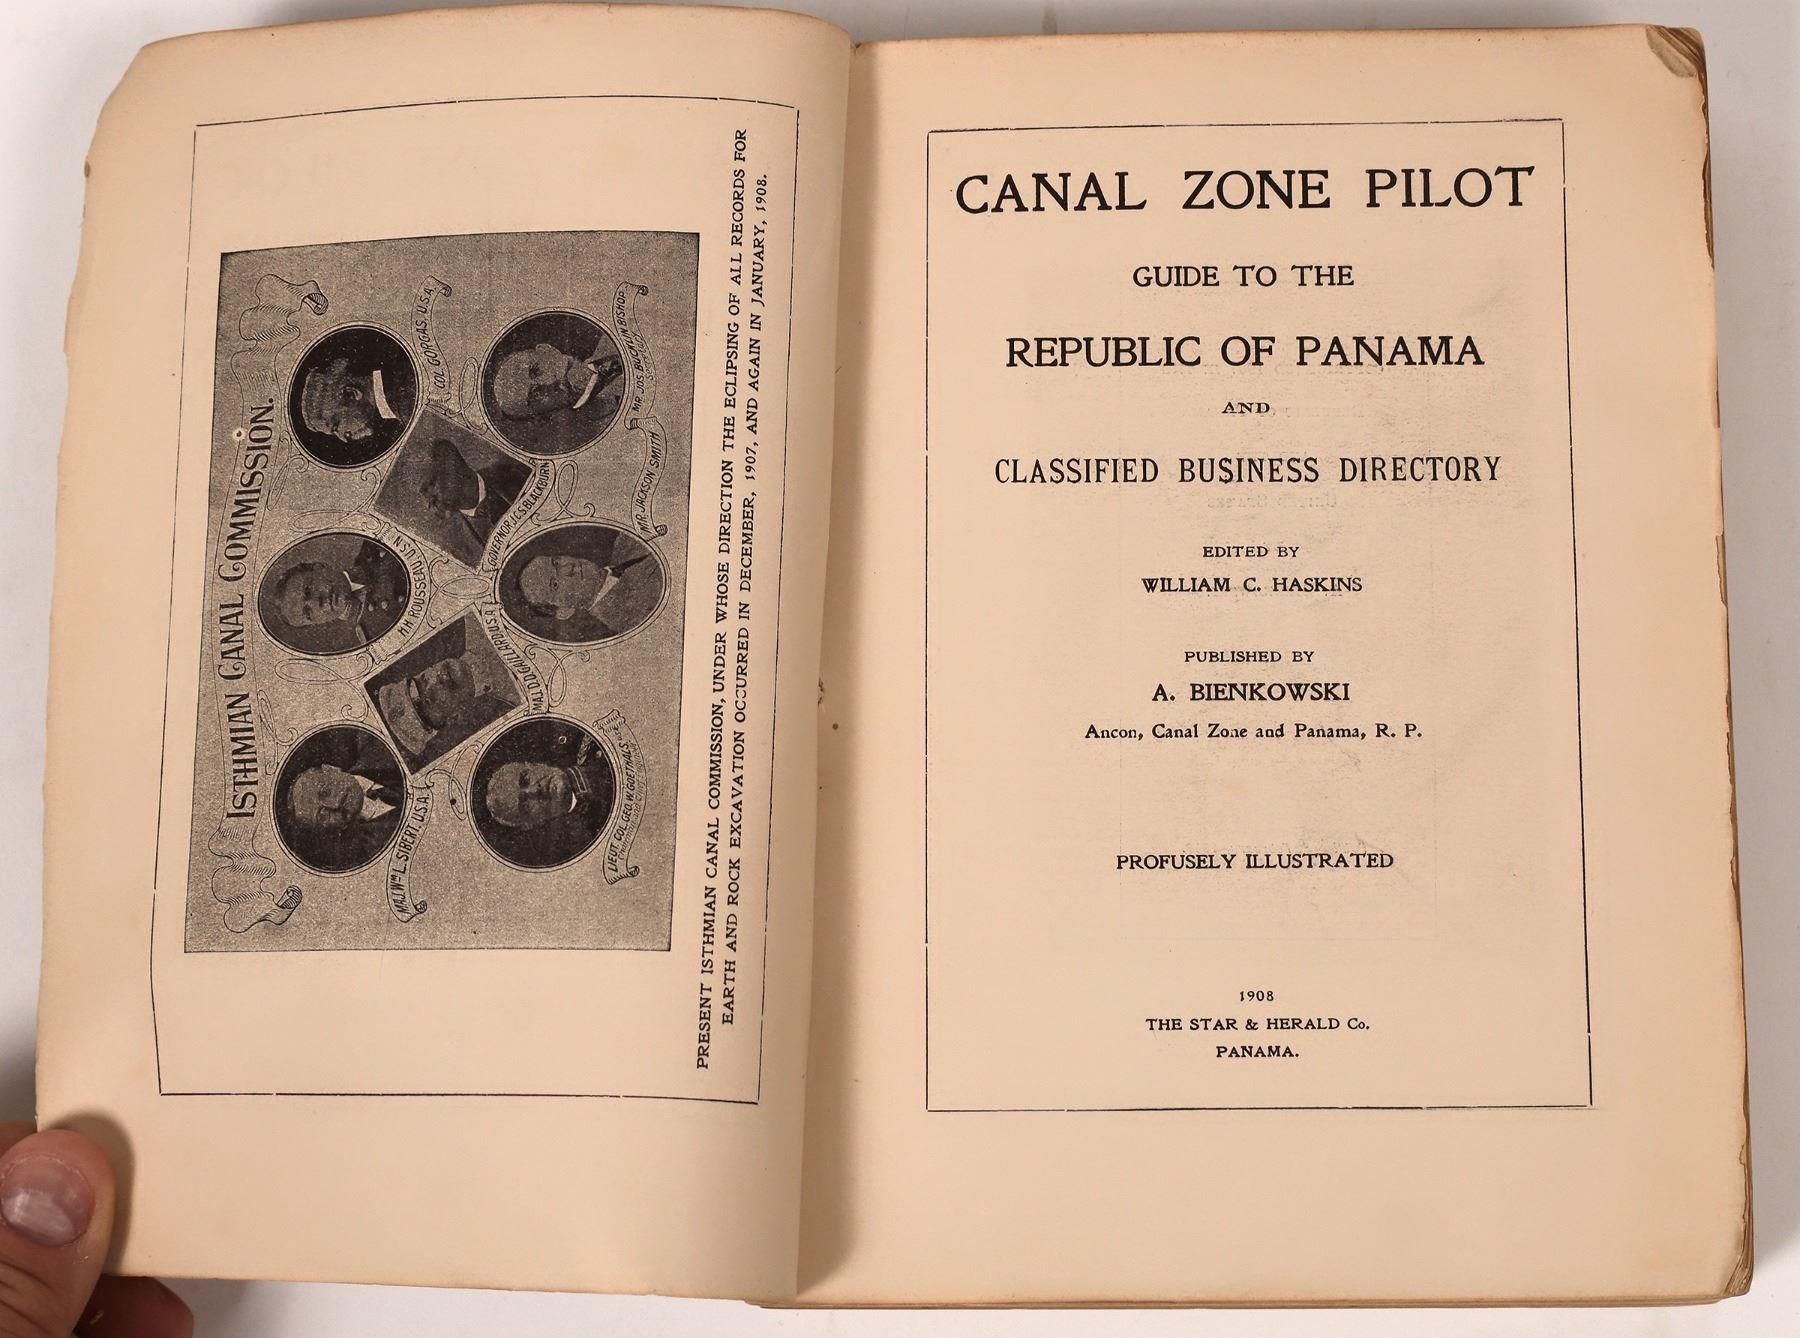 ISTHMIAN CANAL COMMISSION.
COL. GORGAS. U.S.A.
MR. JOS. BUCKLIN BISHOP.
GOVERNOR J.C.S. BLACKBURN
MR. JACKSON SMITH
H.H. ROUSSEAU, U.S.N.
MAJ. D.D. GAILLARD U.S.A.
MAJ. WM L. SIBERT. U.S.A.
LIEUT. COL. GEO. W. GOETHALS.
PRESENT ISTHMIAN CANAL COMMISSION, UNDER WHOSE DIRECTION THE ECLIPSING OF ALL RECORDS FOR
EARTH AND ROCK EXCAVATION OCCURRED IN DECEMBER, 1907, AND AGAIN IN JANUARY, 1908.
CANAL ZONE PILOT
GUIDE TO THE
REPUBLIC OF PANAMA
AND
CLASSIFIED BUSINESS DIRECTORY
EDITED BY
WILLIAM C. HASKINS
PUBLISHED BY
A. BIENKOWSKI
Ancon, Canal Zone and Panama, R. P.
PROFUSELY ILLUSTRATED
1908
THE STAR & HERALD Co.
PANAMA.